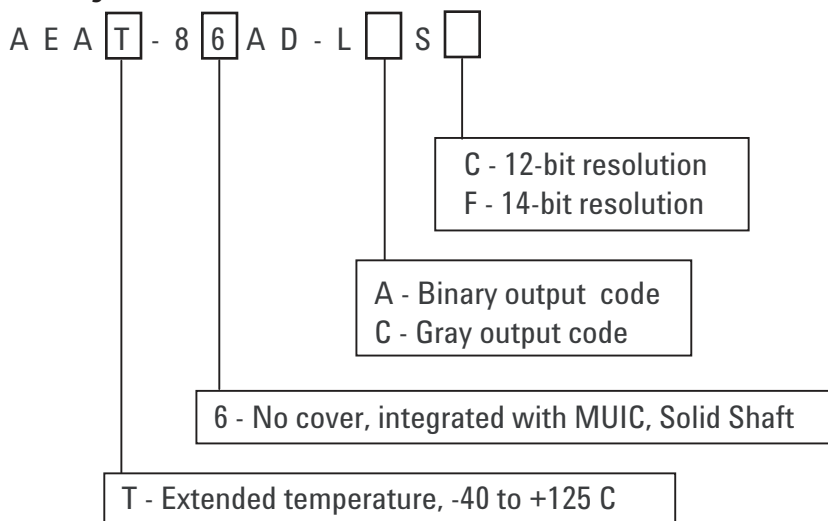 A E A T - 8 6 A D - L S
C - 12-bit resolution
F - 14-bit resolution
A - Binary output code
C - Gray output code
6 - No cover, integrated with MUIC, Solid Shaft
T - Extended temperature, -40 to +125 C